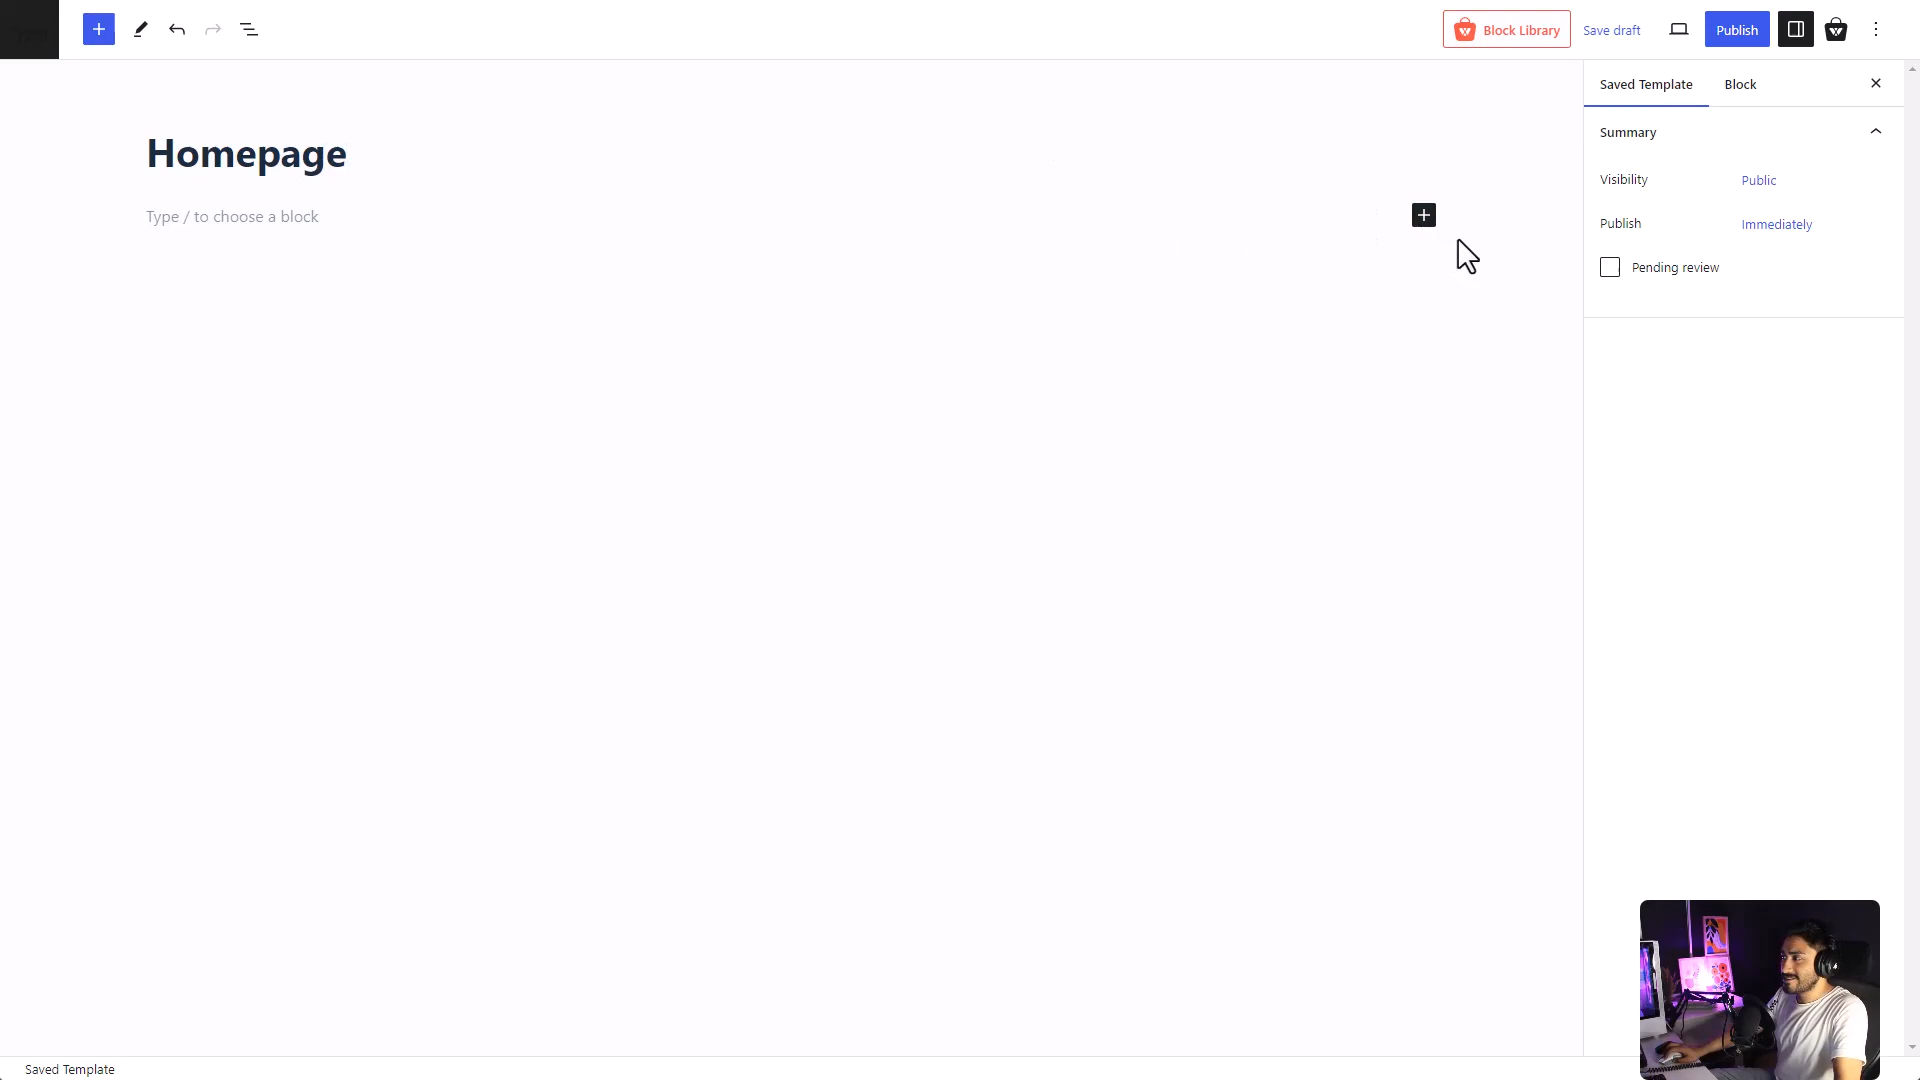 Block Library
Save draft
Publish
Saved Template
Block
Summary
Visibility
Public
Publish
Immediately
Pending review
Homepage
Type / to choose a block
Saved Template